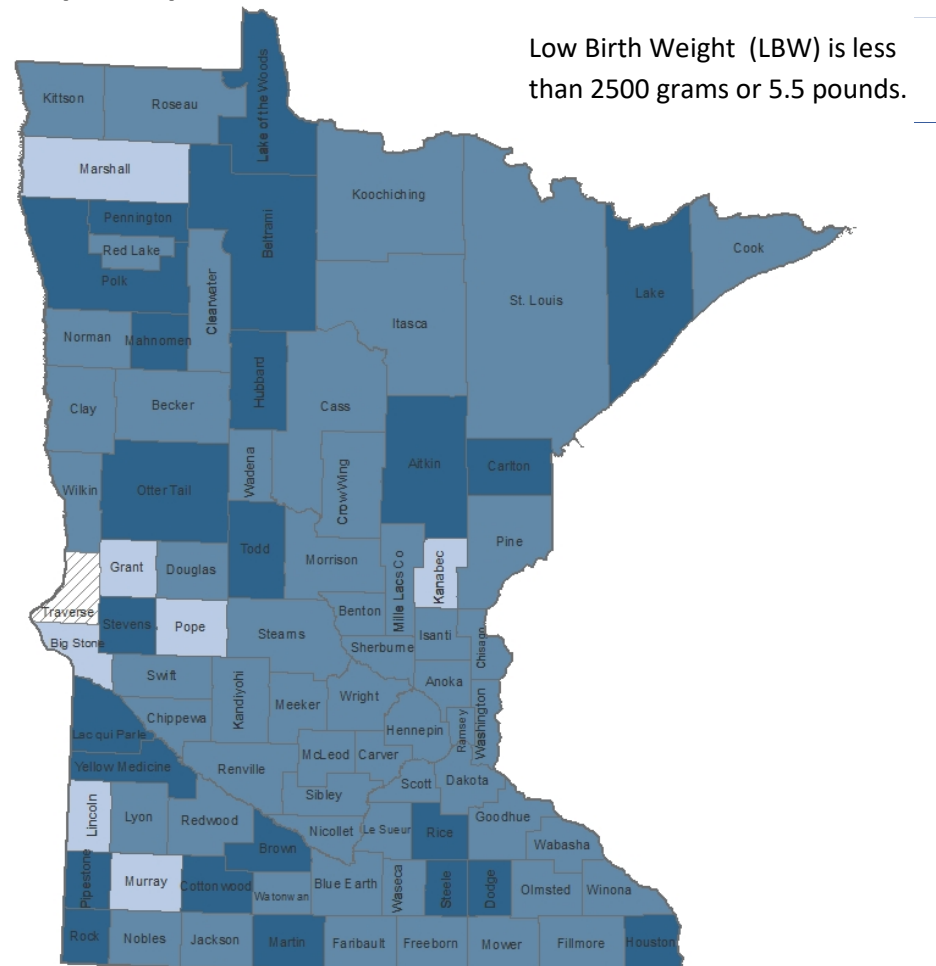 Low Birth Weight (LBW) is less
than 2500 grams or 5.5 pounds.
Kittson
Roseau
Lake of the Woods
Marshall
Koochiching
Pennington
Beltrami
Red Lake
Cook
Polk
Clearwater
St. Louis
Lake
Itasca
Norman
Mahnomen
Hubbard
Clay
Becker
Cass
Aitkin
Carlton
Wadena
Crow Wing
Wilkin
Otter Tail
Pine
Todd
Morrison
Grant
Douglas
Mille Lacs Co
Kanabec
Traverse
Benton
Stevens
Pope
Stearns
Isanti
Big Stone
Sherburne
Chisago
Swift
Anoka
Kandiyohi
Meeker
Wright
Washington
Chippewa
Hennepin
Ramsey
Lac qui Parle
McLeod
Carver
Yellow Medicine
Renville
Scott
Dakota
Sibley
Lincoln
Lyon
Redwood
Goodhue
Nicollet
Le Sueur
Rice
Wabasha
Brown
Pipestone
Murray
Cottonwood
Watonwan
Blue Earth
Waseca
Steele
Dodge
Olmsted
Winona
Rock
Nobles
Jackson
Martin
Faribault
Freeborn
Mower
Fillmore
Houston